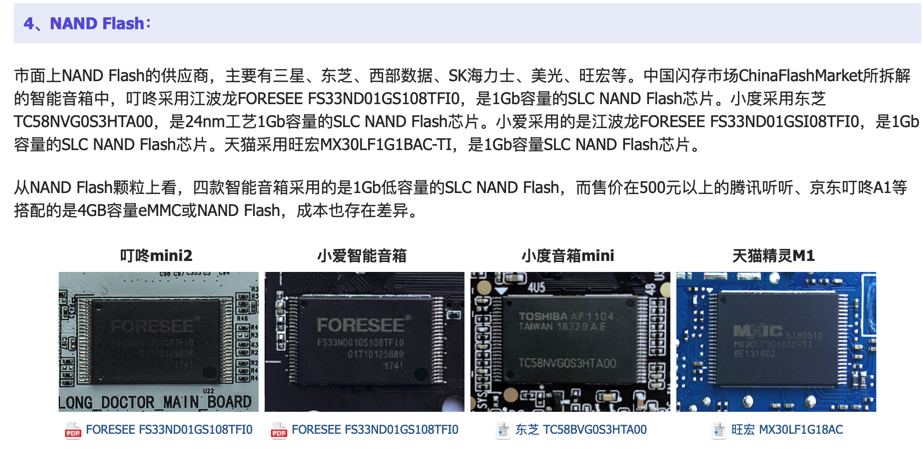 4、NAND Flash：
市面上NAND Flash的供应商，主要有三星、东芝、西部数据、SK海力士、美光、旺宏等。中国闪存市场ChinaFlashMarket所拆解
的智能音箱中，叮咚采用江波龙FORESEE FS33ND01GS108TFI0，是1Gb容量的SLC NAND Flash芯片。小度采用东芝
TC58NVG0S3HTA00，是24nm工艺1Gb容量的SLC NAND Flash芯片。小爱采用的是江波龙FORESEE FS33ND01GSI08TFI0，是1Gb
容量的SLC NAND Flash芯片。天猫采用旺宏MX30LF1G1BAC-TI，是1Gb容量SLC NAND Flash芯片。
从NAND Flash颗粒上看，四款智能音箱采用的是1Gb低容量的SLC NAND Flash，而售价在500元以上的腾讯听听、京东叮咚A1等
搭配的是4GB容量eMMC或NAND Flash，成本也存在差异。
叮咚mini2 小爱智能音箱 小度音箱mini 天猫精灵M1
FORESEE
FS33ND01GS108TFI0
01710125838
1741
U22
LONG_DOCTOR_MAIN_BOARD
FORESEE
FS33ND01GS108TFI0
01710125889
1741
4U5
48
TOSHIBA AF1104
TAIWAN 18320AE
TC58NVG0S3HTA00
SYS
MXIC L180510
MX30LF1G18AC-TI
FORESEE FS33ND01GS108TFI0 FORESEE FS33ND01GS108TFI0 东芝 TC58BVG0S3HTA00 旺宏 MX30LF1G18AC